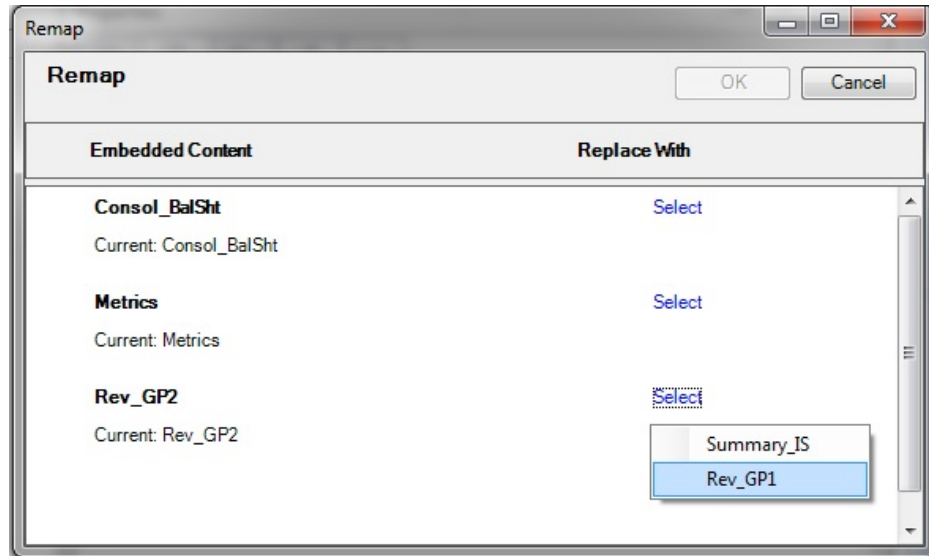 Remap
Remap
OK Cancel
Embedded Content Replace With
Consol_BalSht Select
Current: Consol_BalSht
Metrics Select
Current: Metrics
Rev_GP2 Select
Current: Rev_GP2
Summary_IS
Rev_GP1